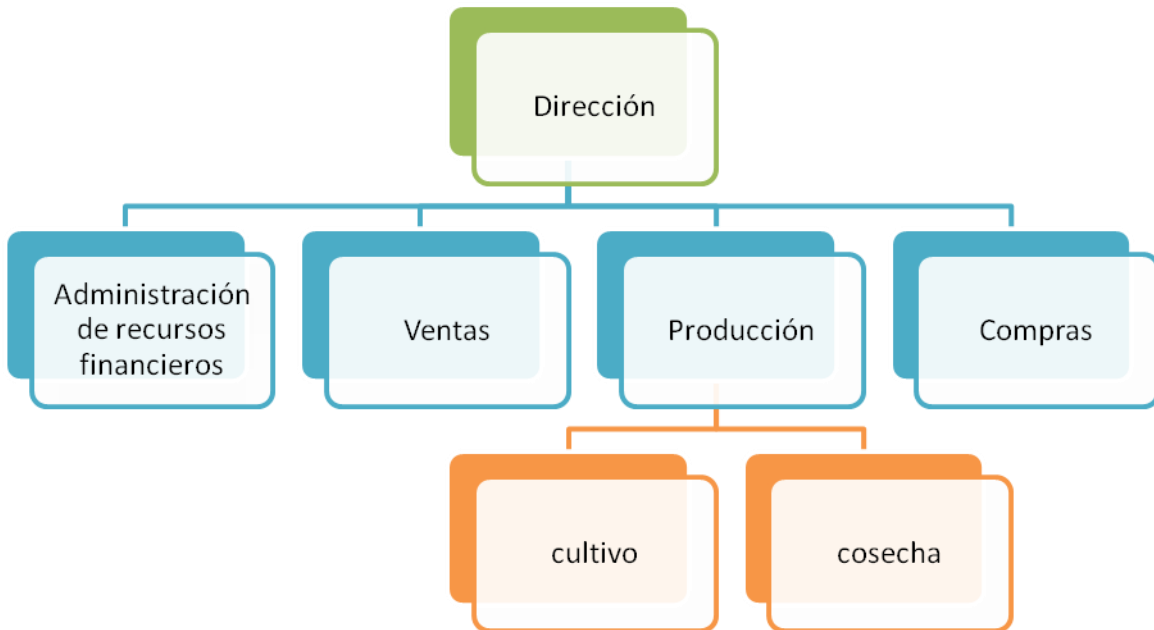 Dirección
Administración
de recursos
financieros
Ventas
Producción
Compras
cultivo
cosecha